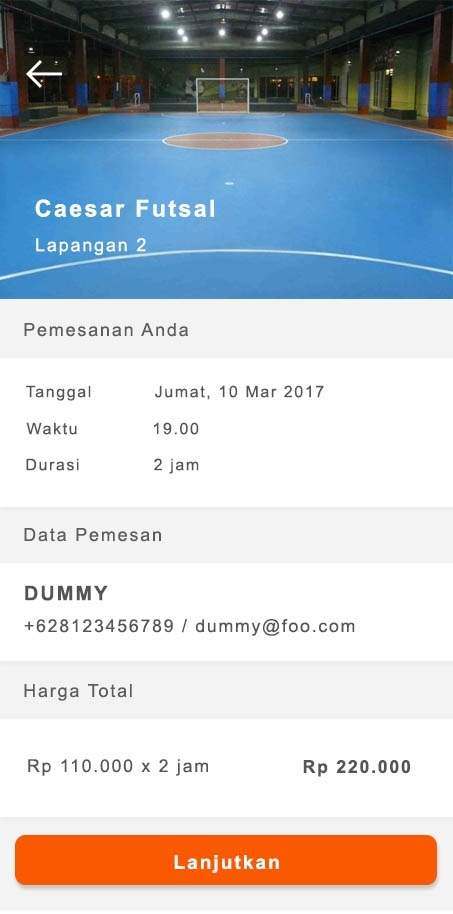 Caesar Futsal
Lapangan 2
Pemesanan Anda
Tanggal Jumat, 10 Mar 2017
Waktu 19.00
Durasi 2 jam
Data Pemesan
DUMMY
+628123456789 / dummy@foo.com
Harga Total
Rp 110.000 x 2 jam Rp 220.000
Lanjutkan